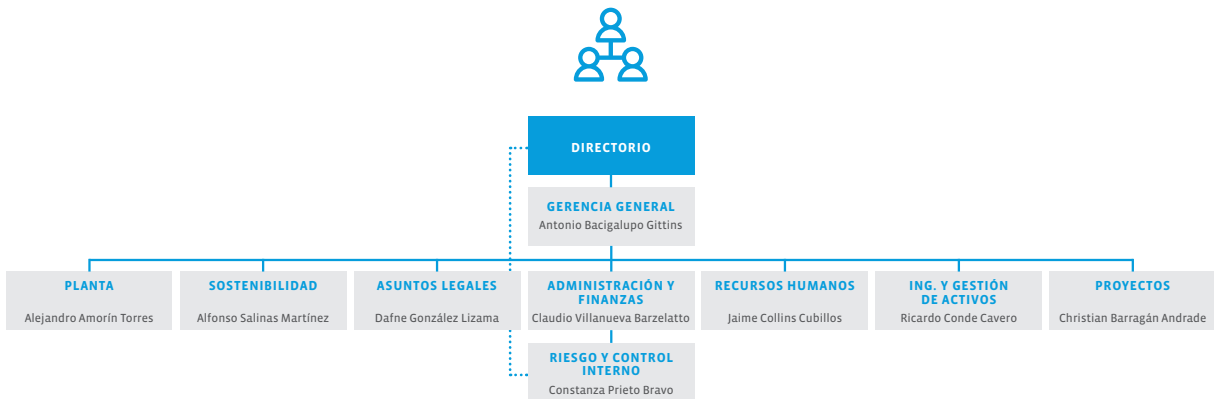 DIRECTORIO
GERENCIA GENERAL
Antonio Bacigalupo Gittins
PLANTA
Alejandro Amorín Torres
SOSTENIBILIDAD
Alfonso Salinas Martínez
ASUNTOS LEGALES
Dafne González Lizama
ADMINISTRACIÓN Y
FINANZAS
Claudio Villanueva Barzelatto
RECURSOS HUMANOS
Jaime Collins Cubillos
ING. Y GESTIÓN
DE ACTIVOS
Ricardo Conde Cavero
PROYECTOS
Christian Barragán Andrade
RIESGO Y CONTROL
INTERNO
Constanza Prieto Bravo